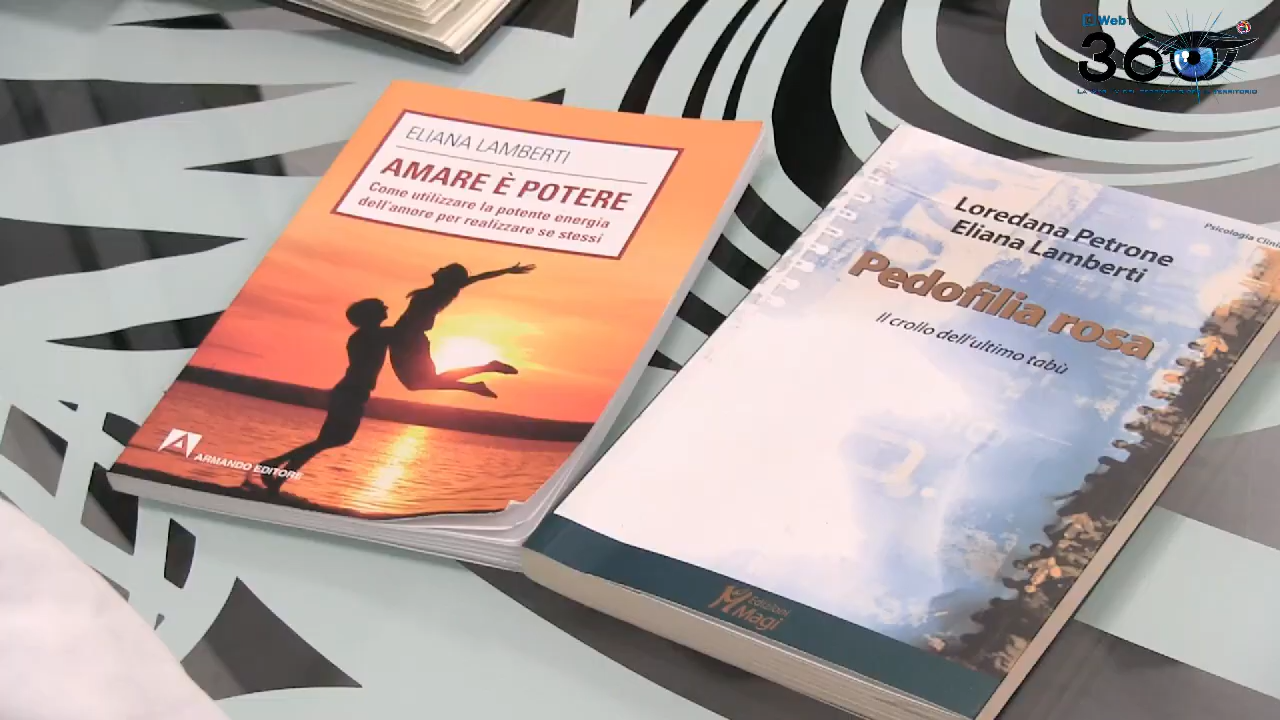 Web
360
ELIANA LAMBERTI
AMARE È POTERE
Come utilizzare la potente energia
dell'amore per realizzare se stessi
ARMANDO EDITORE
Psicologia
Loredana Petrone
Eliana Lamberti
Pedofilia rosa
Il crollo dell'ultimo tabù
Edizioni
Magi